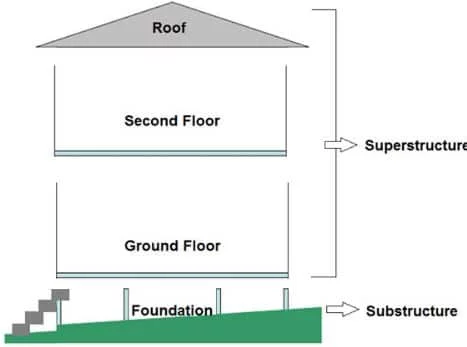 Roof
Second Floor
Superstructure
Ground Floor
Foundation
Substructure